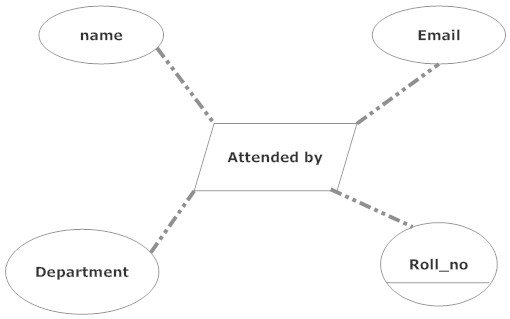 name
Email
Attended by
Department
Roll_no